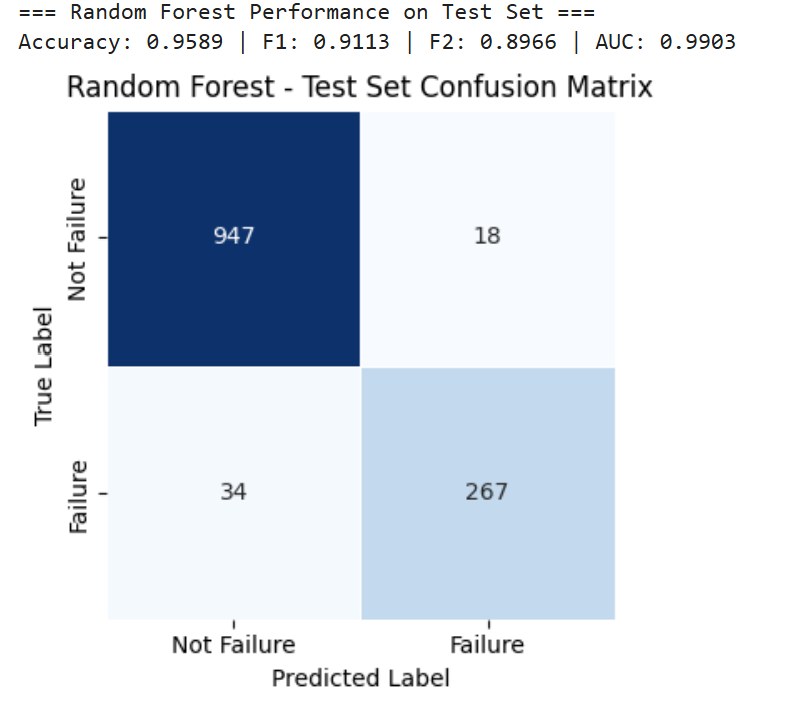 === Random Forest Performance on Test Set ===
Accuracy: 0.9589 | F1: 0.9113 | F2: 0.8966 | AUC: 0.9903
Random Forest - Test Set Confusion Matrix
True Label
Not Failure
947
18
Failure
34
267
Not Failure
Failure
Predicted Label